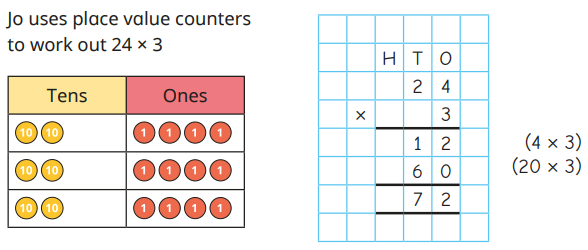 Jo uses place value counters
to work out 24 × 3
Tens Ones
10 10 1 1 1 1
10 10 1 1 1 1
10 10 1 1 1 1
H T O
2 4
× 3
1 2 (4 × 3)
6 0 (20 × 3)
7 2